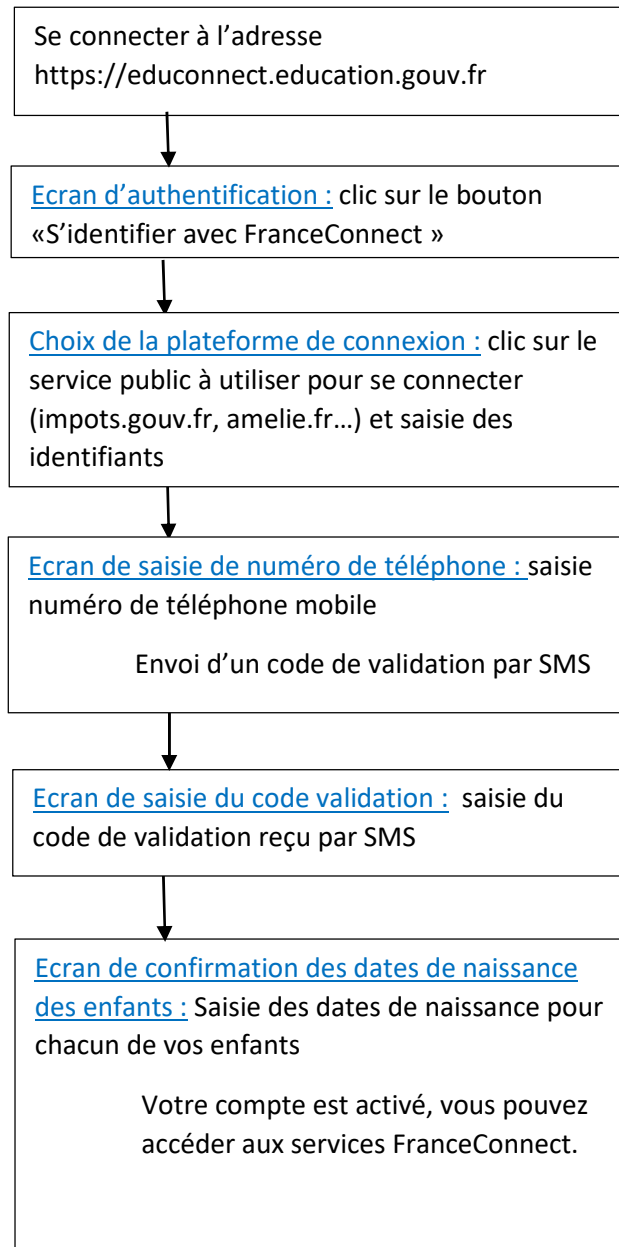 Se connecter à l’adresse
https://educonnect.education.gouv.fr
Ecran d’authentification : clic sur le bouton
«S’identifier avec FranceConnect »
Choix de la plateforme de connexion : clic sur le
service public à utiliser pour se connecter
(impots.gouv.fr, amelie.fr…) et saisie des
identifiants
Ecran de saisie de numéro de téléphone : saisie
numéro de téléphone mobile
Envoi d’un code de validation par SMS
Ecran de saisie du code validation : saisie du
code de validation reçu par SMS
Ecran de confirmation des dates de naissance
des enfants : Saisie des dates de naissance pour
chacun de vos enfants
Votre compte est activé, vous pouvez
accéder aux services FranceConnect.